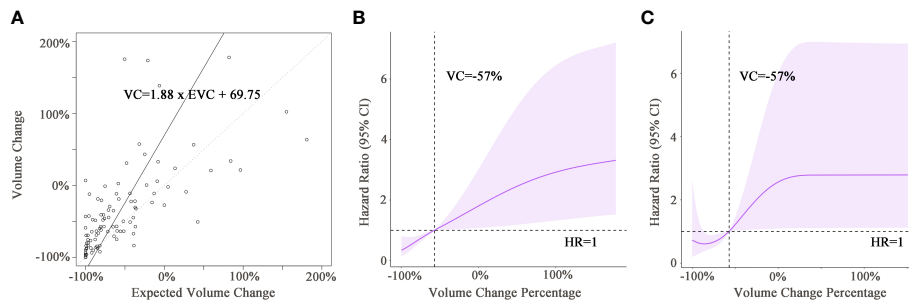 A
Volume Change
200%
100%
0%
-100%
VC=1.88 x EVC + 69.75
-100%
0%
100%
200%
Expected Volume Change
B
Hazard Ratio (95% CI)
6
4
2
0
VC=-57%
HR=1
-100%
0%
100%
Volume Change Percentage
C
Hazard Ratio (95% CI)
6
4
2
0
VC=-57%
HR=1
-100%
0%
100%
Volume Change Percentage